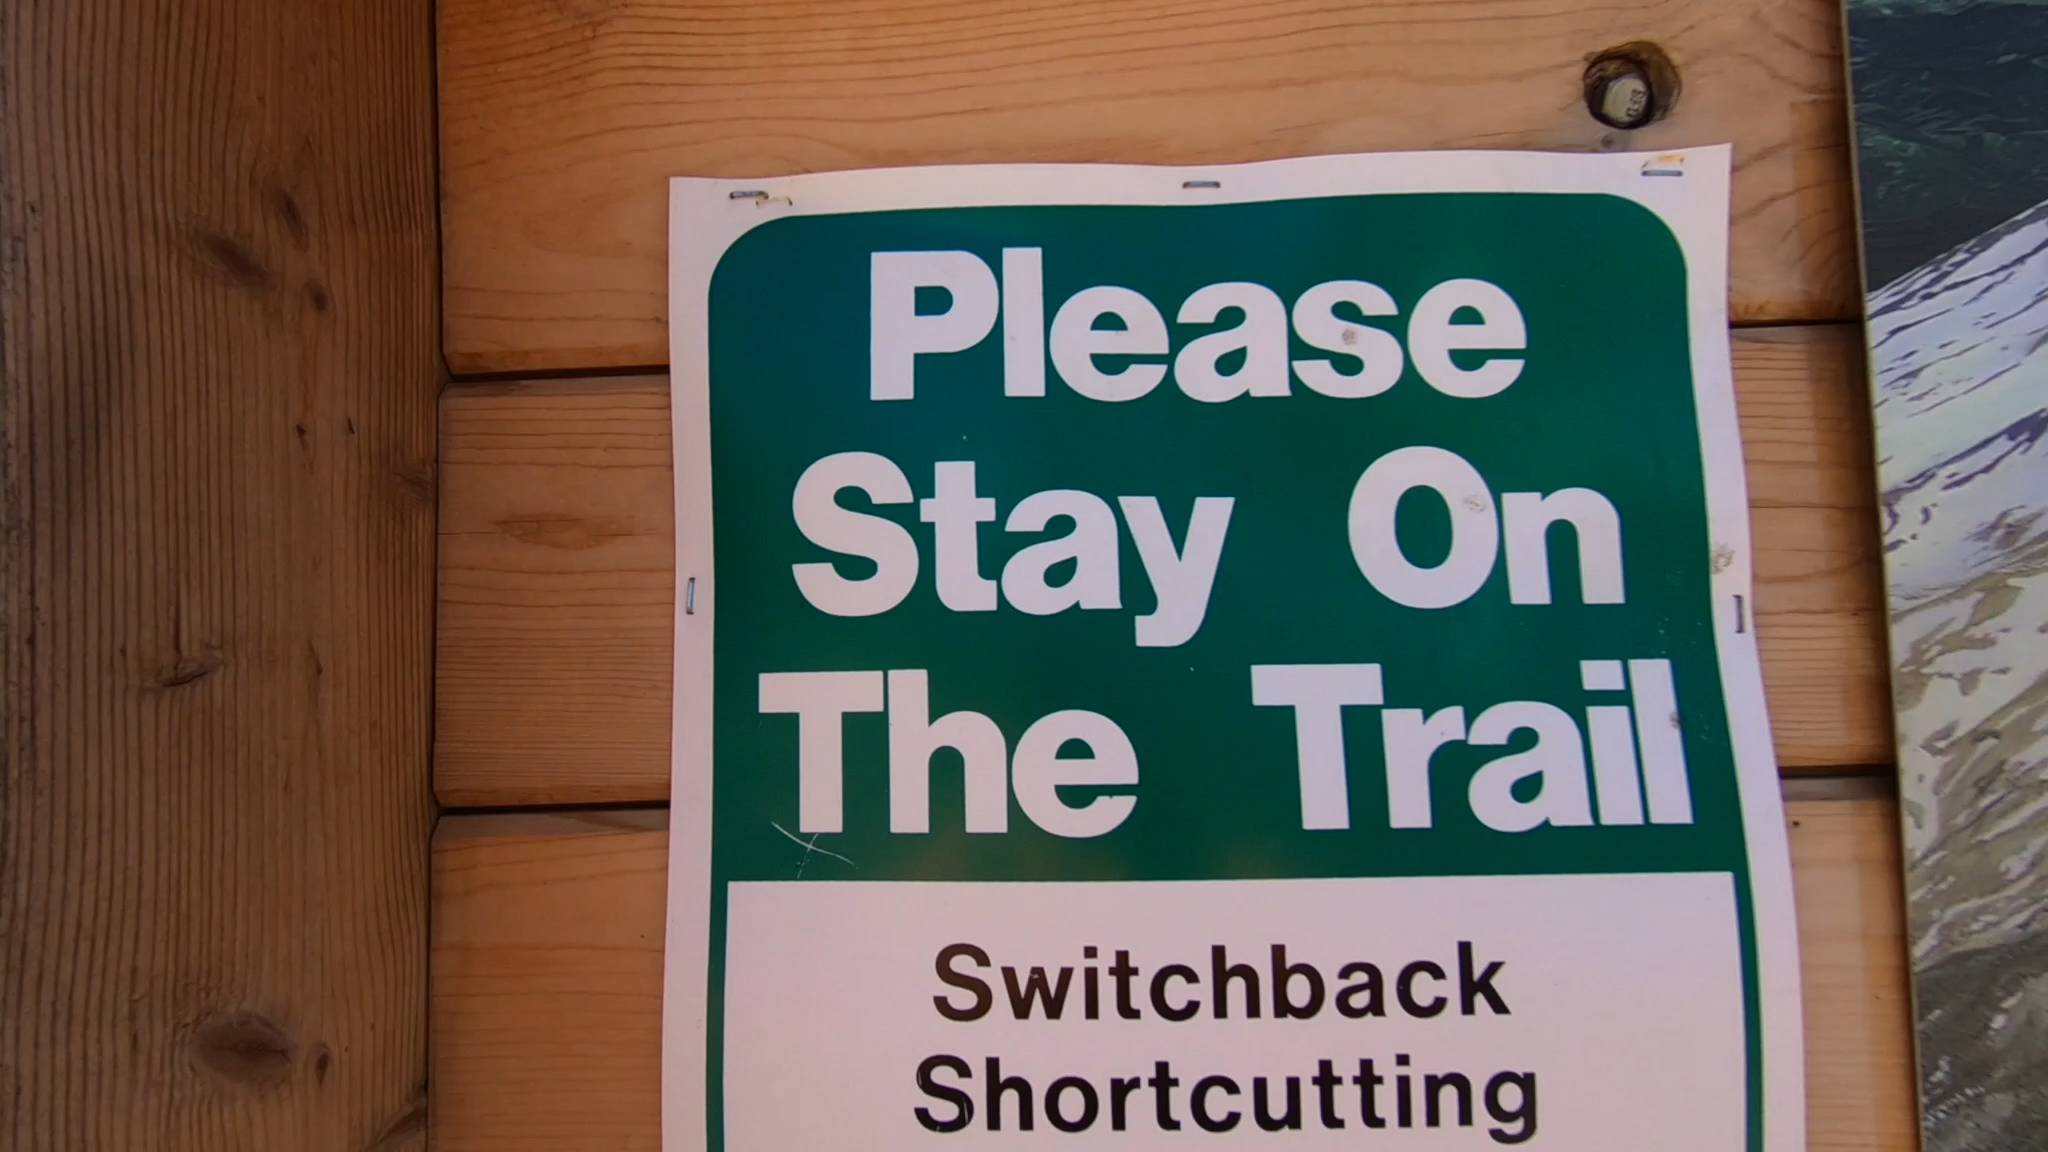 Please
Stay On
The Trail
Switchback
Shortcutting